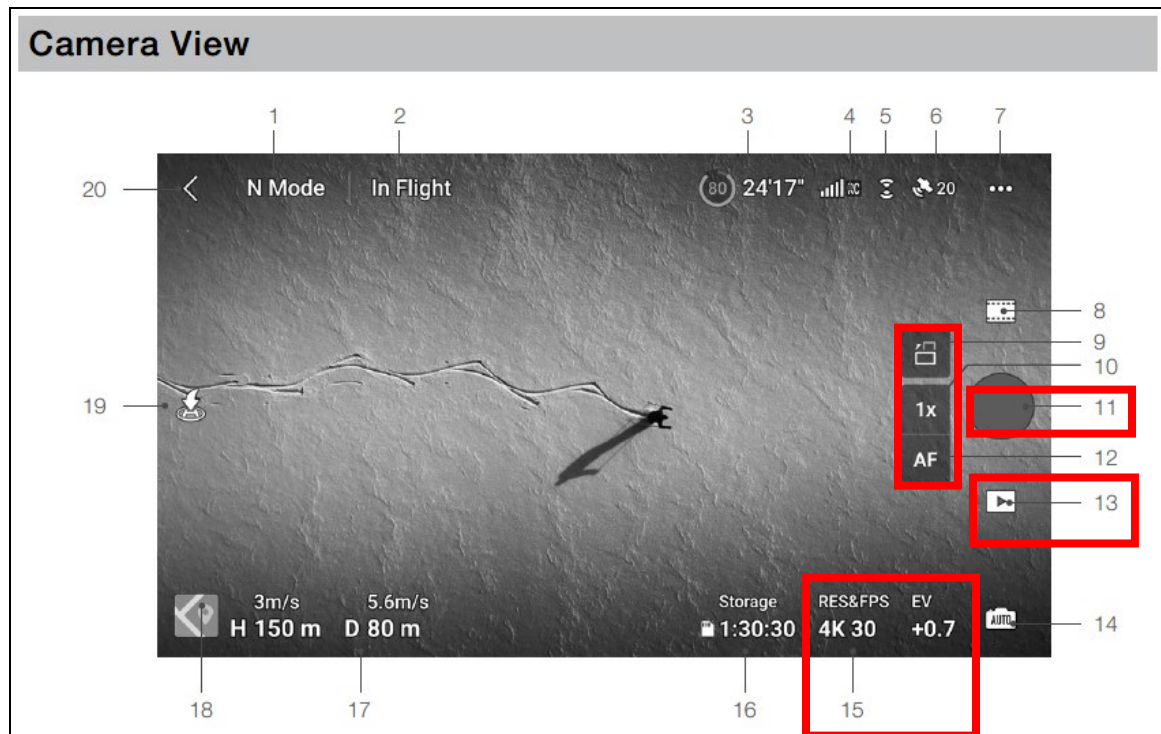 Camera View
1 2 3 4 5 6 7
20 N Mode In Flight 80 24'17" RC 20
8
9
10
1x 11
19
AF 12
13
3m/s 5.6m/s Storage RES&FPS EV
H 150 m D 80 m 1:30:30 4K 30 +0.7 AUTO 14
18 17 16 15